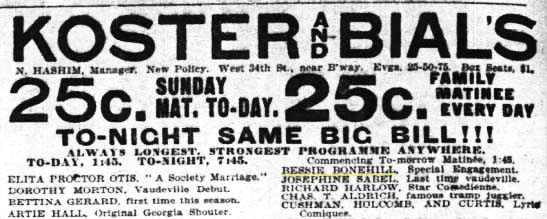 KOSTER AND BIAL'S
N. HASHIM, Manager. New Policy. West 34th St., near B'way. Evgs. 25-50-75. Box Seats, $1.
25c. SUNDAY MAT. TO-DAY. 25c. FAMILY MATINEE EVERY DAY
TO-NIGHT SAME BIG BILL!!!
ALWAYS LONGEST, STRONGEST PROGRAMME ANYWHERE.
TO-DAY, 1:45. TO-NIGHT, 7:45.
ELITA PROCTOR OTIS, "A Society Marriage."
DOROTHY MORTON, Vaudeville Debut.
BETTINA GERARD, first time this season.
ARTIE HALL, Original Georgia Shouter.
Commencing To-morrow Matinée, 1:45.
BESSIE BONEHILL, Special Engagement.
JOSEPHINE SABEL, Last time vaudeville.
RICHARD HARLOW, Star Comedienne.
CHAS. T. ALDRICH, famous tramp juggler.
CUSHMAN, HOLCOMB, AND CURTIS, Lyric
Comiques.